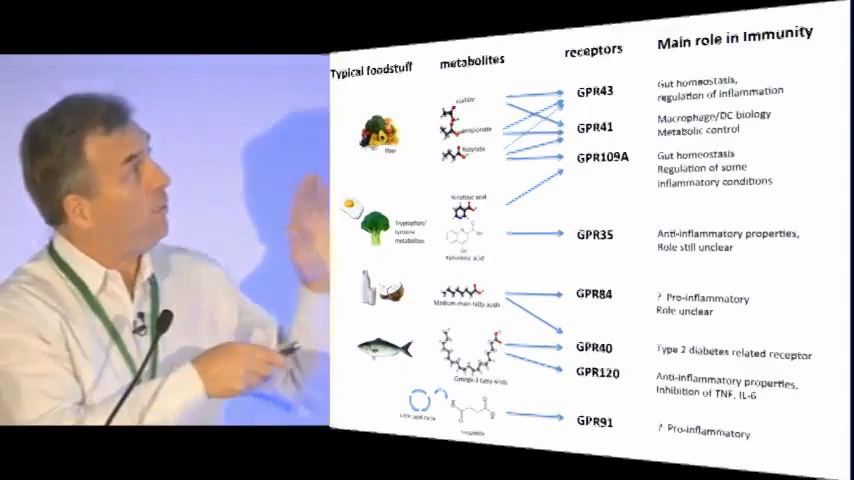 Typical foodstuff
metabolites
receptors
Main role in Immunity
fiber
acetate
propionate
butyrate
GPR43
Gut homeostasis,
regulation of inflammation
GPR41
Macrophage/DC biology
Metabolic control
GPR109A
Gut homeostasis
Regulation of some
inflammatory conditions
Nicotinic acid
Tryptophan/
tyrosine
metabolites
Kynurenic acid
GPR35
Anti-inflammatory properties,
Role still unclear
Medium chain fatty acids
GPR84
? Pro-inflammatory
Role unclear
GPR40
Type 2 diabetes related receptor
Omega-3 fatty acids
GPR120
Anti-inflammatory properties,
Inhibition of TNF, IL-6
citric acid cycle
succinate
GPR91
? Pro-inflammatory